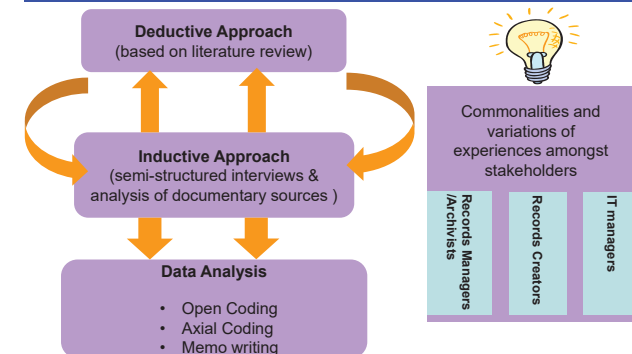 Deductive Approach
(based on literature review)
Inductive Approach
(semi-structured interviews &
analysis of documentary sources )
Data Analysis
• Open Coding
• Axial Coding
• Memo writing
Commonalities and
variations of
experiences amongst
stakeholders
Records Managers
/Archivists
Records Creators
IT managers